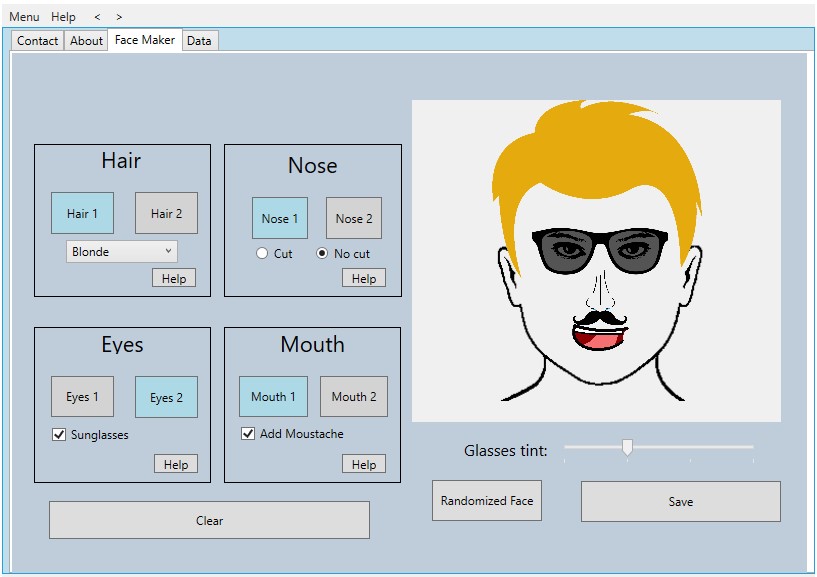 Menu Help < >
Contact About Face Maker Data
Hair
Hair 1 Hair 2
Blonde
Help
Nose
Nose 1 Nose 2
Cut No cut
Help
Eyes
Eyes 1 Eyes 2
Sunglasses
Help
Mouth
Mouth 1 Mouth 2
Add Moustache
Help
Clear
Glasses tint:
Randomized Face Save